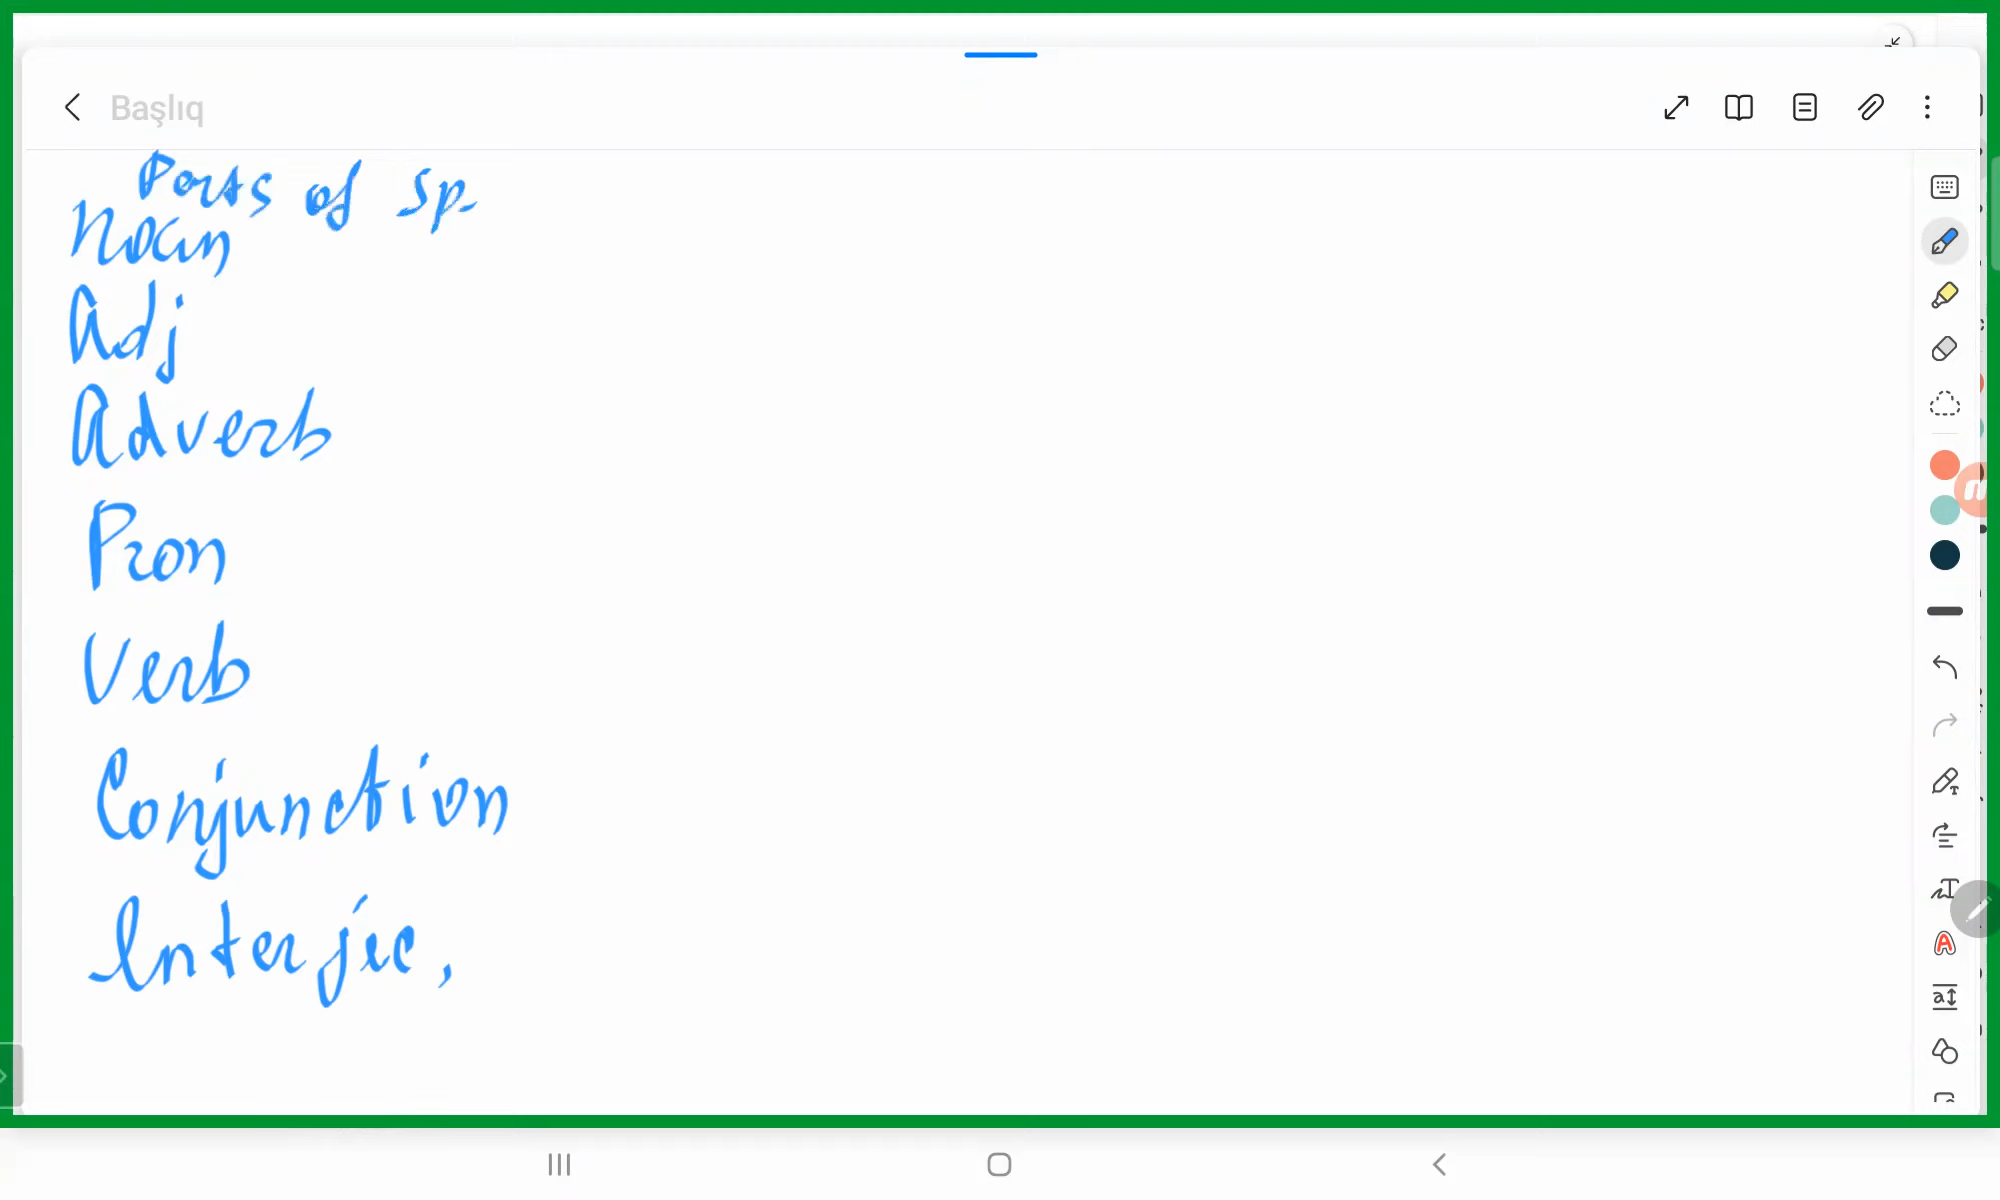 Başlıq
Parts of sp.
Noun
Adj
Adverb
Pron
Verb
Conjunction
Interjec,